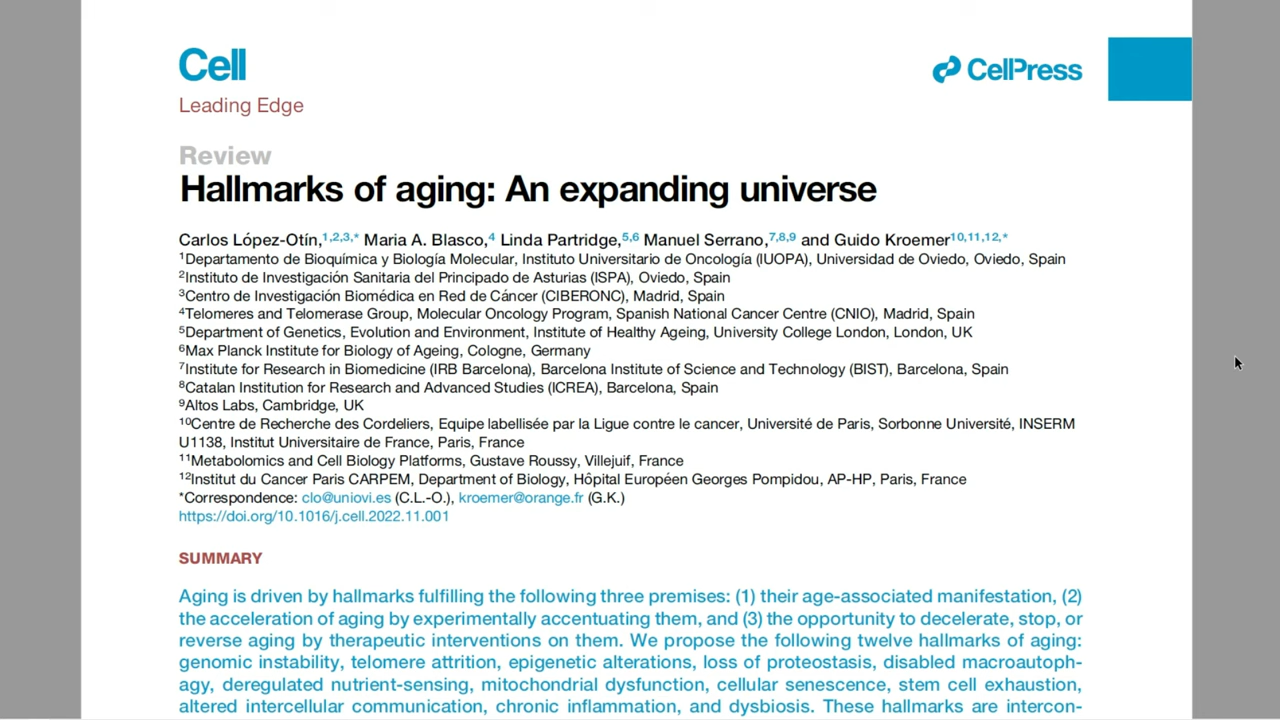 Cell
CellPress
Leading Edge
Review
Hallmarks of aging: An expanding universe
Carlos López-Otín,1,2,3,* Maria A. Blasco,4 Linda Partridge,5,6 Manuel Serrano,7,8,9 and Guido Kroemer10,11,12,*
1Departamento de Bioquímica y Biología Molecular, Instituto Universitario de Oncología (IUOPA), Universidad de Oviedo, Oviedo, Spain
2Instituto de Investigación Sanitaria del Principado de Asturias (ISPA), Oviedo, Spain
3Centro de Investigación Biomédica en Red de Cáncer (CIBERONC), Madrid, Spain
4Telomeres and Telomerase Group, Molecular Oncology Program, Spanish National Cancer Centre (CNIO), Madrid, Spain
5Department of Genetics, Evolution and Environment, Institute of Healthy Ageing, University College London, London, UK
6Max Planck Institute for Biology of Ageing, Cologne, Germany
7Institute for Research in Biomedicine (IRB Barcelona), Barcelona Institute of Science and Technology (BIST), Barcelona, Spain
8Catalan Institution for Research and Advanced Studies (ICREA), Barcelona, Spain
9Altos Labs, Cambridge, UK
10Centre de Recherche des Cordeliers, Equipe labellisée par la Ligue contre le cancer, Université de Paris, Sorbonne Université, INSERM
U1138, Institut Universitaire de France, Paris, France
11Metabolomics and Cell Biology Platforms, Gustave Roussy, Villejuif, France
12Institut du Cancer Paris CARPEM, Department of Biology, Hôpital Européen Georges Pompidou, AP-HP, Paris, France
*Correspondence: clo@uniovi.es (C.L.-O.), kroemer@orange.fr (G.K.)
https://doi.org/10.1016/j.cell.2022.11.001
SUMMARY
Aging is driven by hallmarks fulfilling the following three premises: (1) their age-associated manifestation, (2)
the acceleration of aging by experimentally accentuating them, and (3) the opportunity to decelerate, stop, or
reverse aging by therapeutic interventions on them. We propose the following twelve hallmarks of aging:
genomic instability, telomere attrition, epigenetic alterations, loss of proteostasis, disabled macroautoph-
agy, deregulated nutrient-sensing, mitochondrial dysfunction, cellular senescence, stem cell exhaustion,
altered intercellular communication, chronic inflammation, and dysbiosis. These hallmarks are intercon-